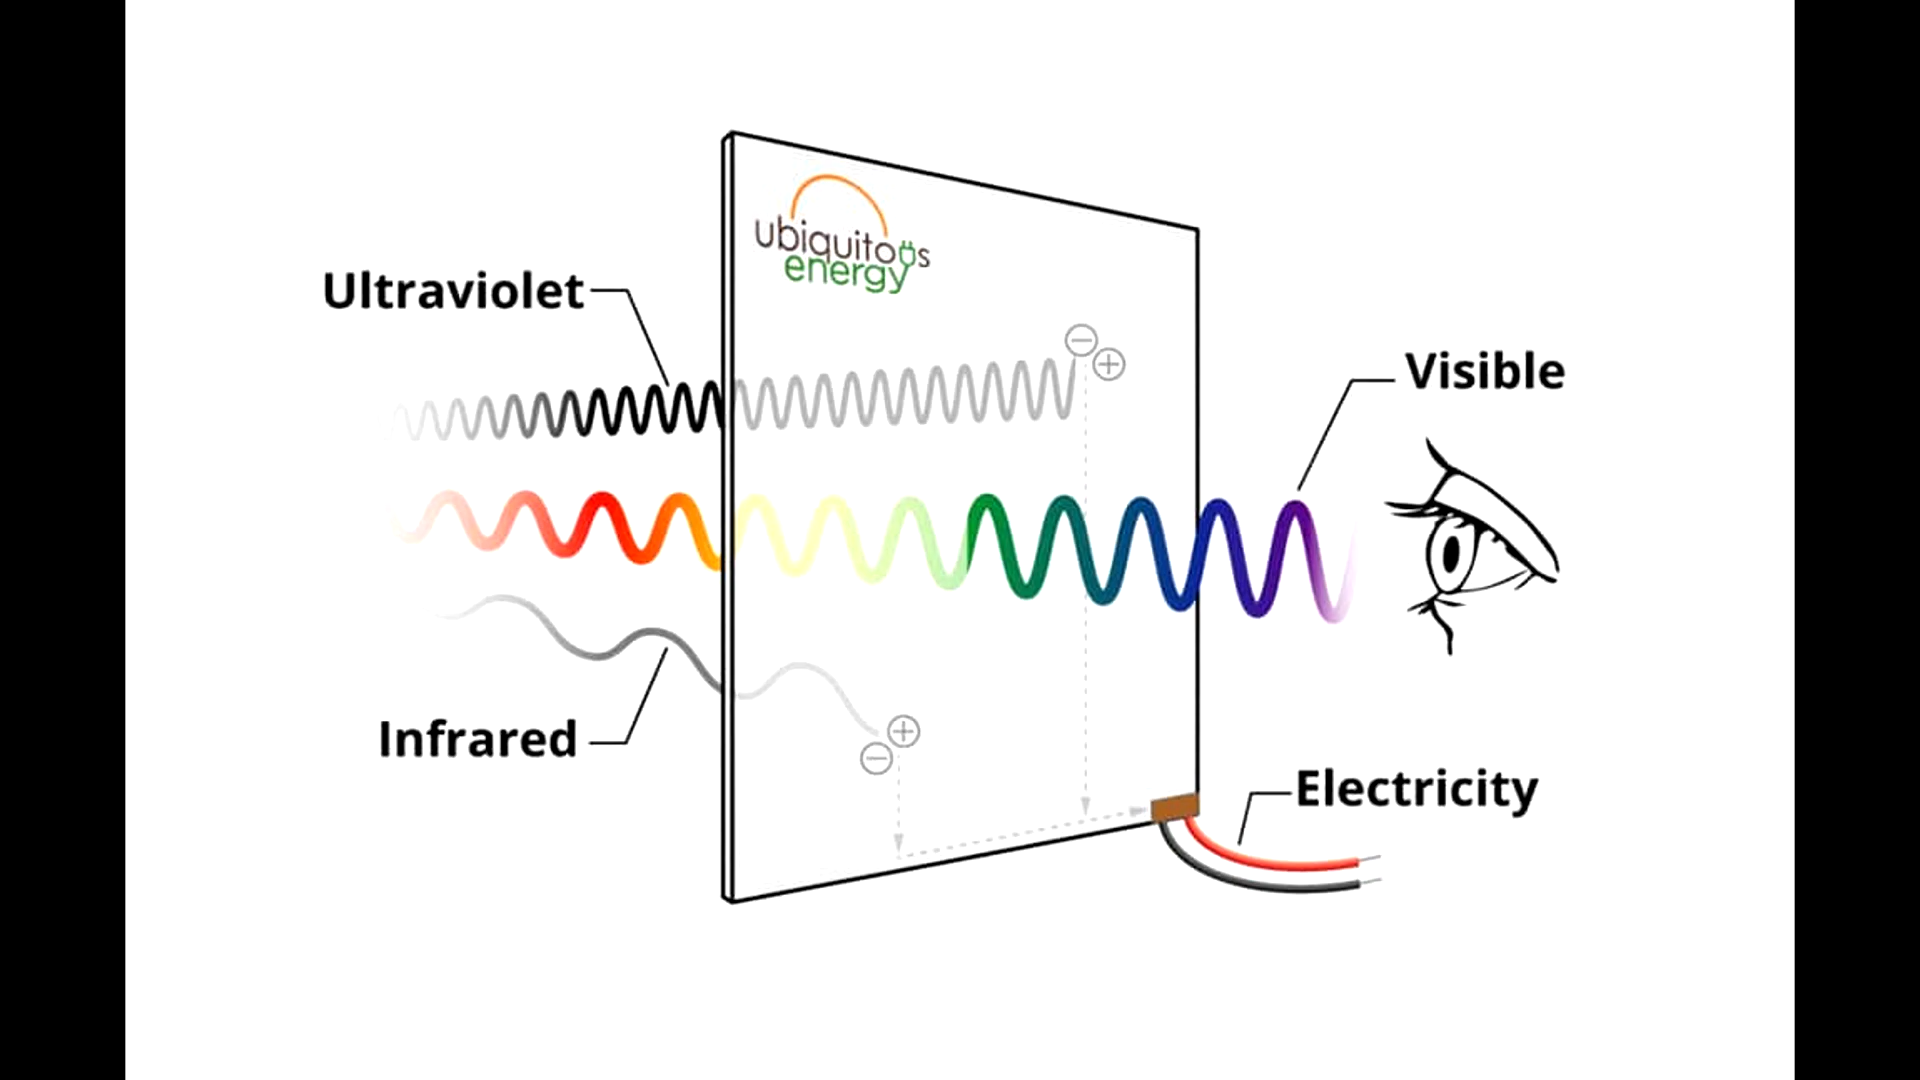 ubiquitous
energy
Ultraviolet
Visible
Infrared
Electricity